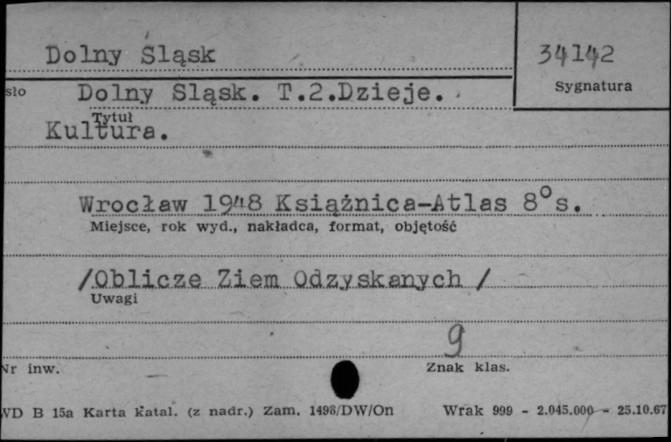 Dolny Śląsk
34142
Sygnatura
sło
Dolny Śląsk. T.2.Dzieje.
Tytuł
Kultura.
Wrocław 1948 Książnica-Atlas 8°s.
Miejsce, rok wyd., nakładca, format, objętość
/Oblicze Ziem Odzyskanych /
Uwagi
9
Nr inw.
Znak klas.
WD B 15a Karta katal. (z nadr.) Zam. 1498/DW/On Wrak 999 - 2.045.000 - 25.10.67